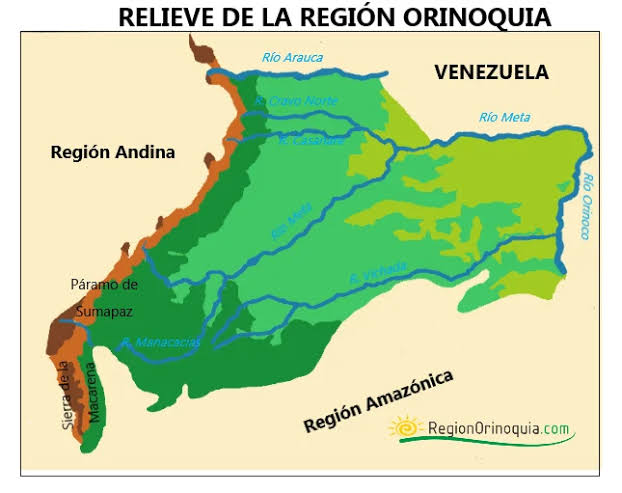 RELIEVE DE LA REGIÓN ORINOQUIA
Río Arauca
VENEZUELA
R. Cravo Norte
Río Meta
R. Casanare
Región Andina
Río Orinoco
Río Meta
R. Vichada
Páramo de
Sumapaz
R. Manacacias
Sierra de la
Macarena
Región Amazónica
RegionOrinoquia.com